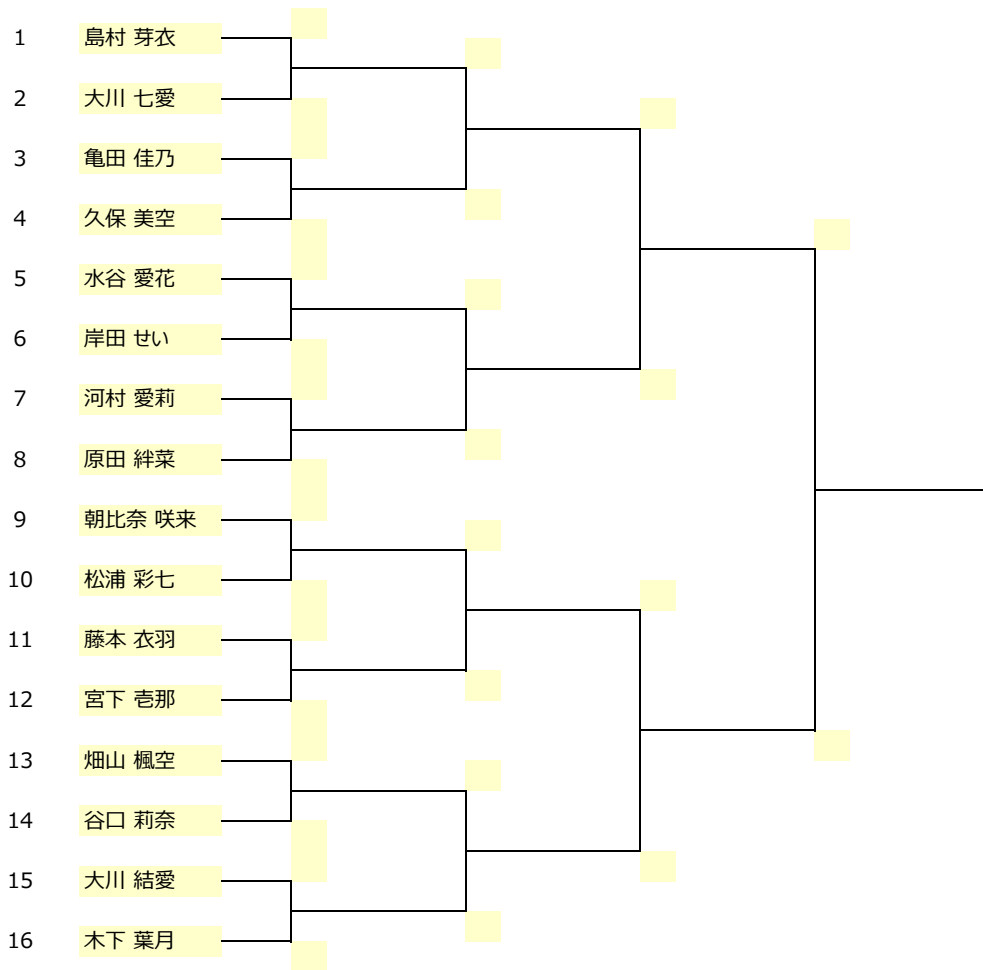 1 島村 芽衣
2 大川 七愛
3 亀田 佳乃
4 久保 美空
5 水谷 愛花
6 岸田 せい
7 河村 愛莉
8 原田 絆菜
9 朝比奈 咲来
10 松浦 彩七
11 藤本 衣羽
12 宮下 壱那
13 畑山 楓空
14 谷口 莉奈
15 大川 結愛
16 木下 葉月